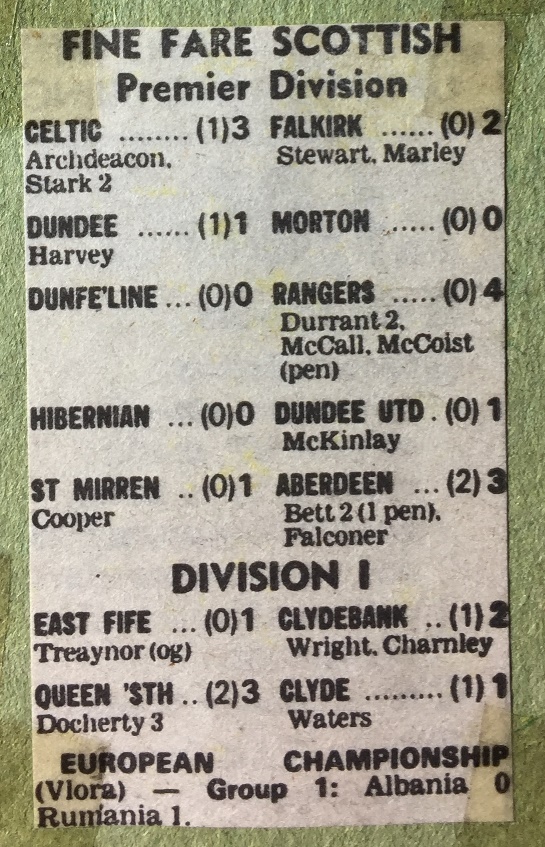 FINE FARE SCOTTISH
Premier Division
CELTIC ........ (1)3 FALKIRK ...... (0) 2
Archdeacon, Stewart, Marley
Stark 2
DUNDEE ...... (1)1 MORTON ..... (0) 0
Harvey
DUNFE'LINE ... (0)0 RANGERS ..... (0) 4
Durrant 2,
McCall, McCoist
(pen)
HIBERNIAN ... (0)0 DUNDEE UTD . (0) 1
McKinlay
ST MIRREN .. (0)1 ABERDEEN ... (2) 3
Cooper Bett 2 (1 pen),
Falconer
DIVISION I
EAST FIFE ... (0)1 CLYDEBANK .. (1) 2
Treaynor (og) Wright, Charnley
QUEEN 'STH .. (2)3 CLYDE ......... (1) 1
Docherty 3 Waters
EUROPEAN CHAMPIONSHIP
(Vlora) — Group 1: Albania 0
Rumania 1.